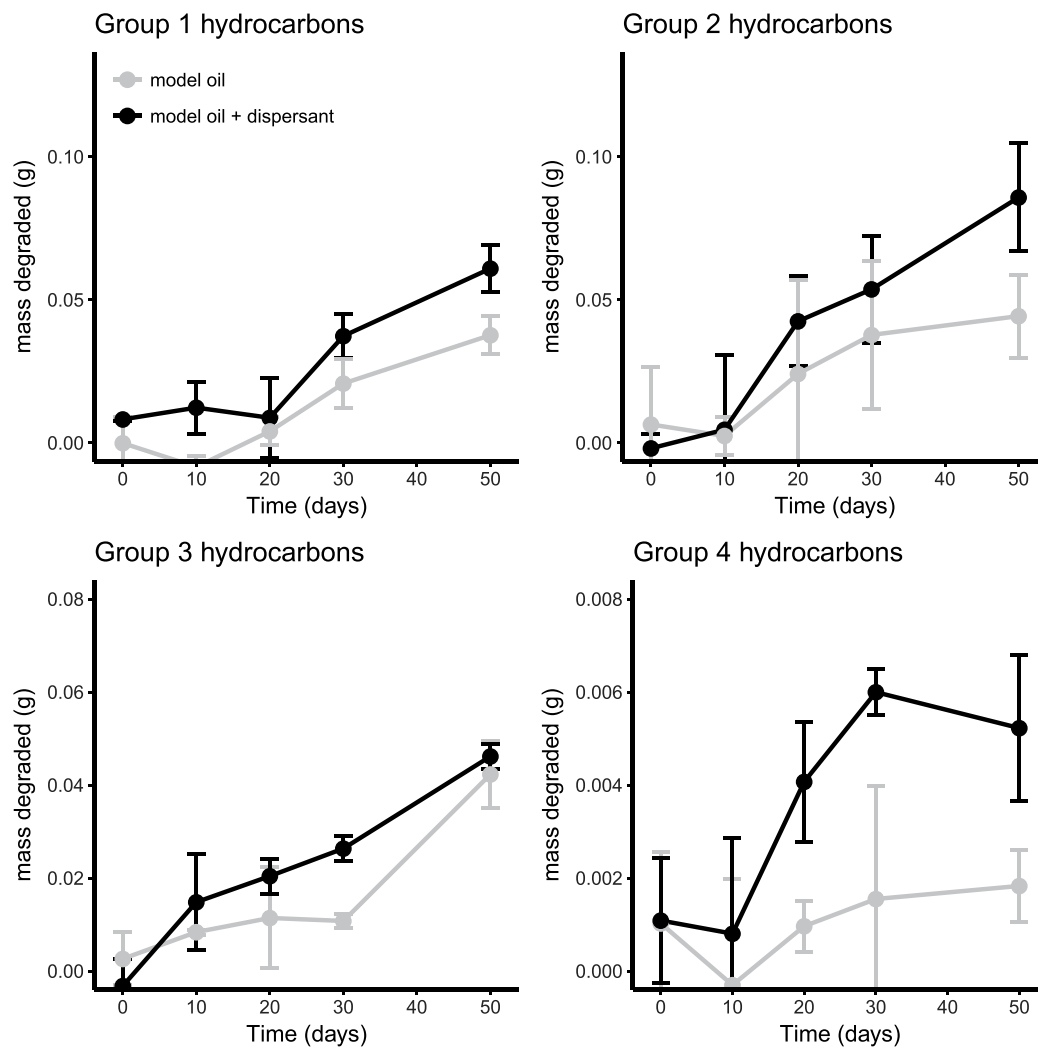 Group 1 hydrocarbons
model oil
model oil + dispersant
0.10
0.05
0.00
mass degraded (g)
0 10 20 30 40 50
Time (days)
Group 2 hydrocarbons
0.10
0.05
0.00
mass degraded (g)
0 10 20 30 40 50
Time (days)
Group 3 hydrocarbons
0.08
0.06
0.04
0.02
0.00
mass degraded (g)
0 10 20 30 40 50
Time (days)
Group 4 hydrocarbons
0.008
0.006
0.004
0.002
0.000
mass degraded (g)
0 10 20 30 40 50
Time (days)